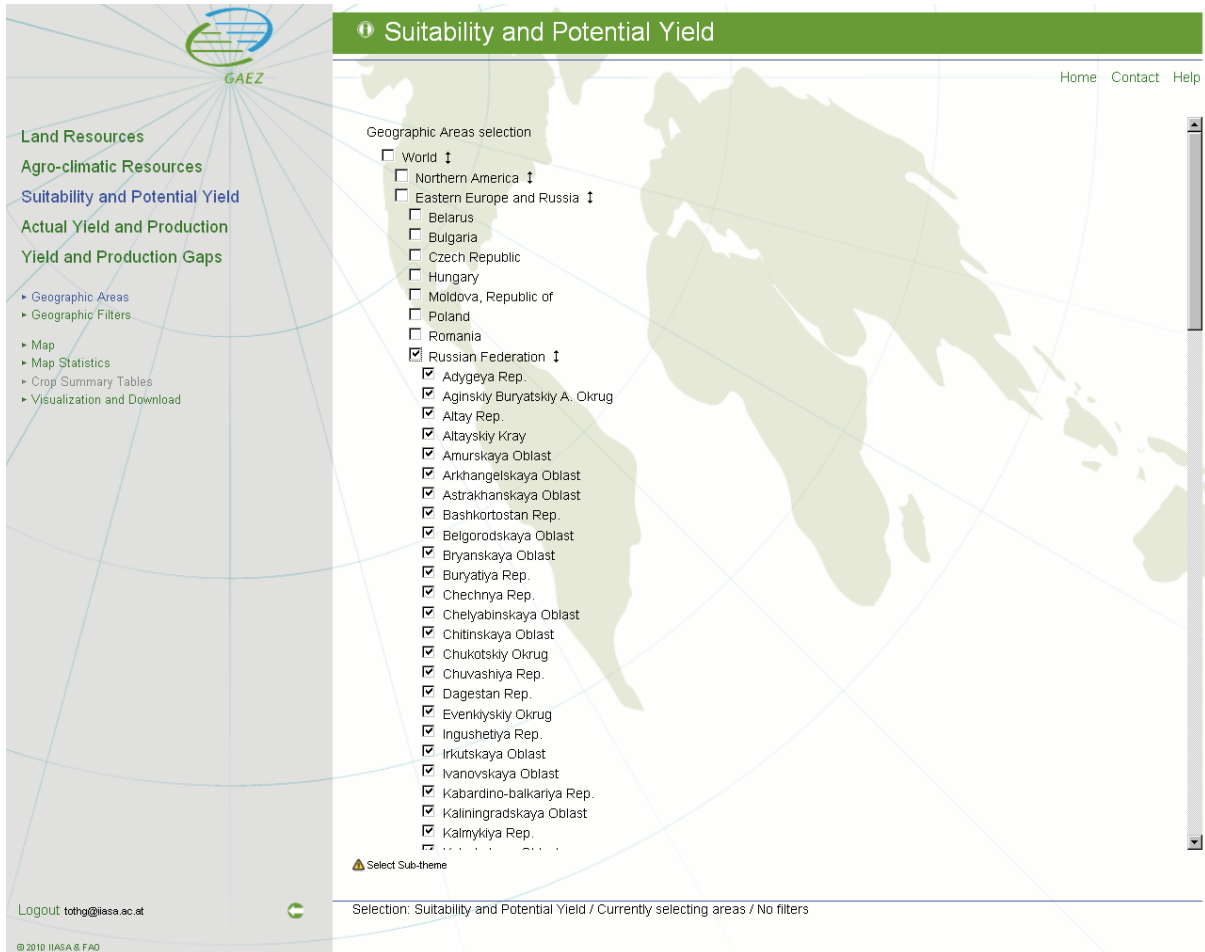 GAEZ
Land Resources
Agro-climatic Resources
Suitability and Potential Yield
Actual Yield and Production
Yield and Production Gaps
Geographic Areas
Geographic Filters
Map
Map Statistics
Crop Summary Tables
Visualization and Download
Logout tothg@iiasa.ac.at
© 2010 IIASA & FAO
Suitability and Potential Yield
Home Contact Help
Geographic Areas selection
World
Northern America
Eastern Europe and Russia
Belarus
Bulgaria
Czech Republic
Hungary
Moldova, Republic of
Poland
Romania
Russian Federation
Adygeya Rep.
Aginskiy Buryatskiy A. Okrug
Altay Rep.
Altayskiy Kray
Amurskaya Oblast
Arkhangelskaya Oblast
Astrakhanskaya Oblast
Bashkortostan Rep.
Belgorodskaya Oblast
Bryanskaya Oblast
Buryatiya Rep.
Chechnya Rep.
Chelyabinskaya Oblast
Chitinskaya Oblast
Chukotskiy Okrug
Chuvashiya Rep.
Dagestan Rep.
Evenkiyskiy Okrug
Ingushetiya Rep.
Irkutskaya Oblast
Ivanovskaya Oblast
Kabardino-balkariya Rep.
Kaliningradskaya Oblast
Kalmykiya Rep.
Select Sub-theme
Selection: Suitability and Potential Yield / Currently selecting areas / No filters